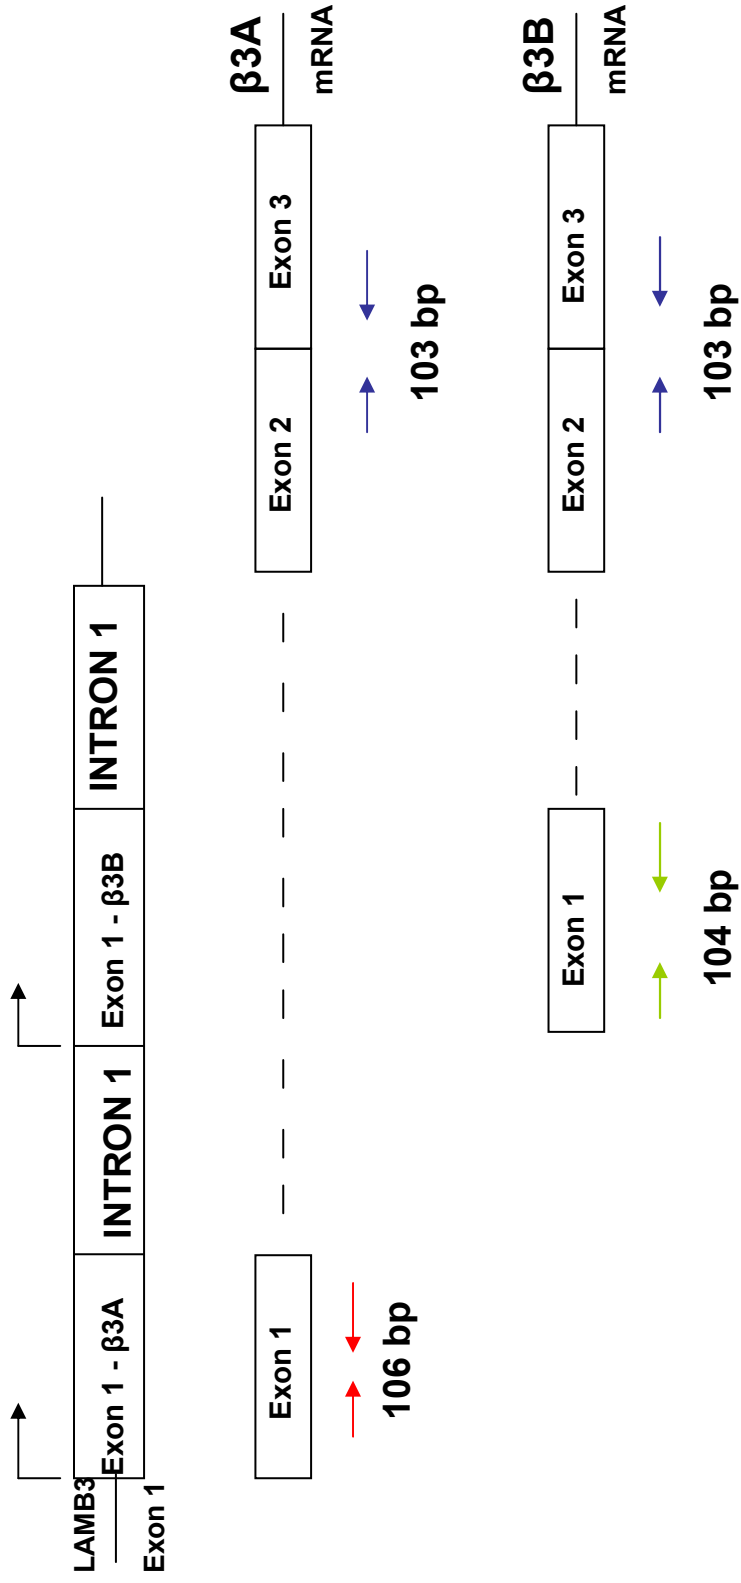 LAMB3
Exon 1
Exon 1 - β3A
INTRON 1
Exon 1 - β3B
INTRON 1
Exon 1
Exon 2
Exon 3
β3A
mRNA
106 bp
103 bp
Exon 1
Exon 2
Exon 3
β3B
mRNA
104 bp
103 bp